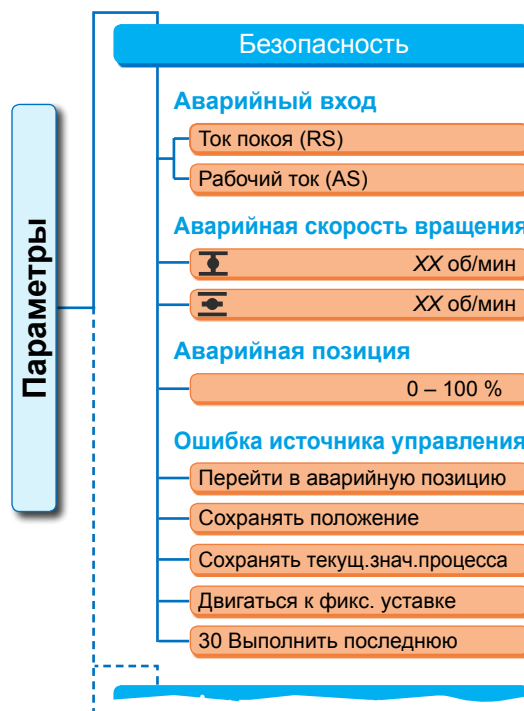 Безопасность
Параметры
Аварийный вход
Ток покоя (RS)
Рабочий ток (AS)
Аварийная скорость вращения
XX об/мин
XX об/мин
Аварийная позиция
0 – 100 %
Ошибка источника управления
Перейти в аварийную позицию
Сохранять положение
Сохранять текущ.знач.процесса
Двигаться к фикс. уставке
30 Выполнить последнюю